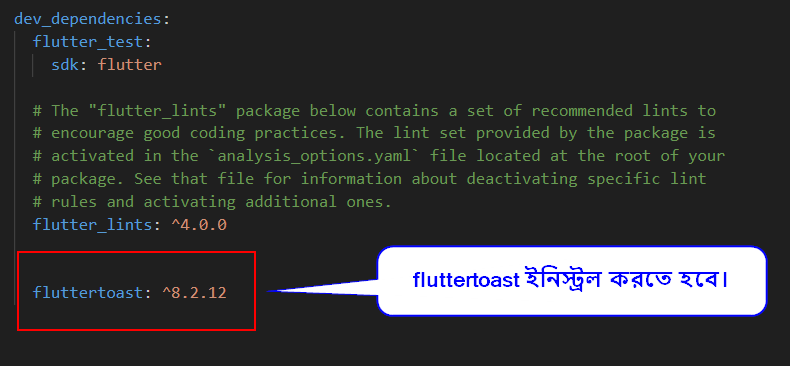 dev_dependencies:
flutter_test:
sdk: flutter
# The "flutter_lints" package below contains a set of recommended lints to
# encourage good coding practices. The lint set provided by the package is
# activated in the `analysis_options.yaml` file located at the root of your
# package. See that file for information about deactivating specific lint
# rules and activating additional ones.
flutter_lints: ^4.0.0
fluttertoast: ^8.2.12
fluttertoast ইনিস্ট্রল করতে হবে।